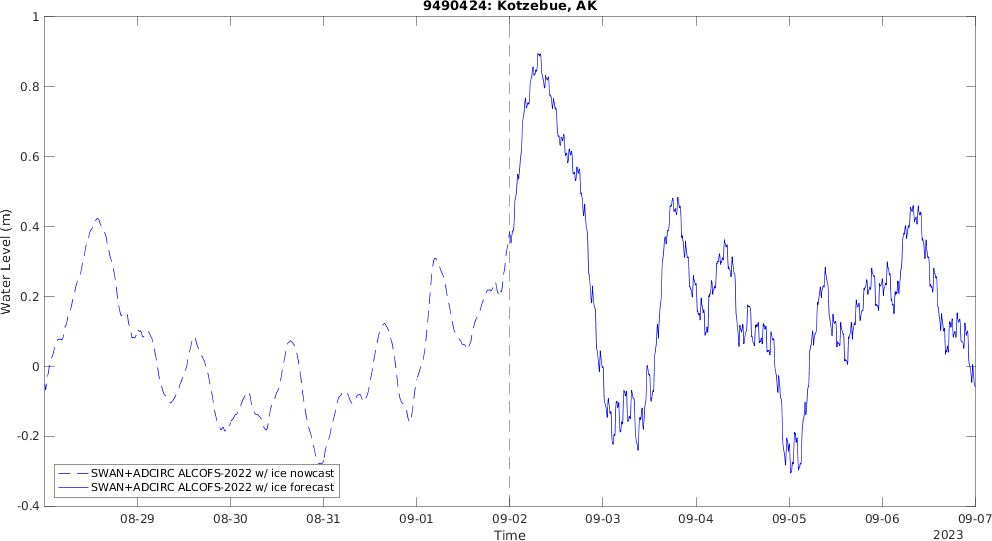 9490424: Kotzebue, AK
1
0.8
0.6
0.4
0.2
0
-0.2
-0.4
Water Level (m)
SWAN+ADCIRC ALCOFS-2022 w/ ice nowcast
SWAN+ADCIRC ALCOFS-2022 w/ ice forecast
08-29 08-30 08-31 09-01 09-02 09-03 09-04 09-05 09-06 09-07
Time
2023